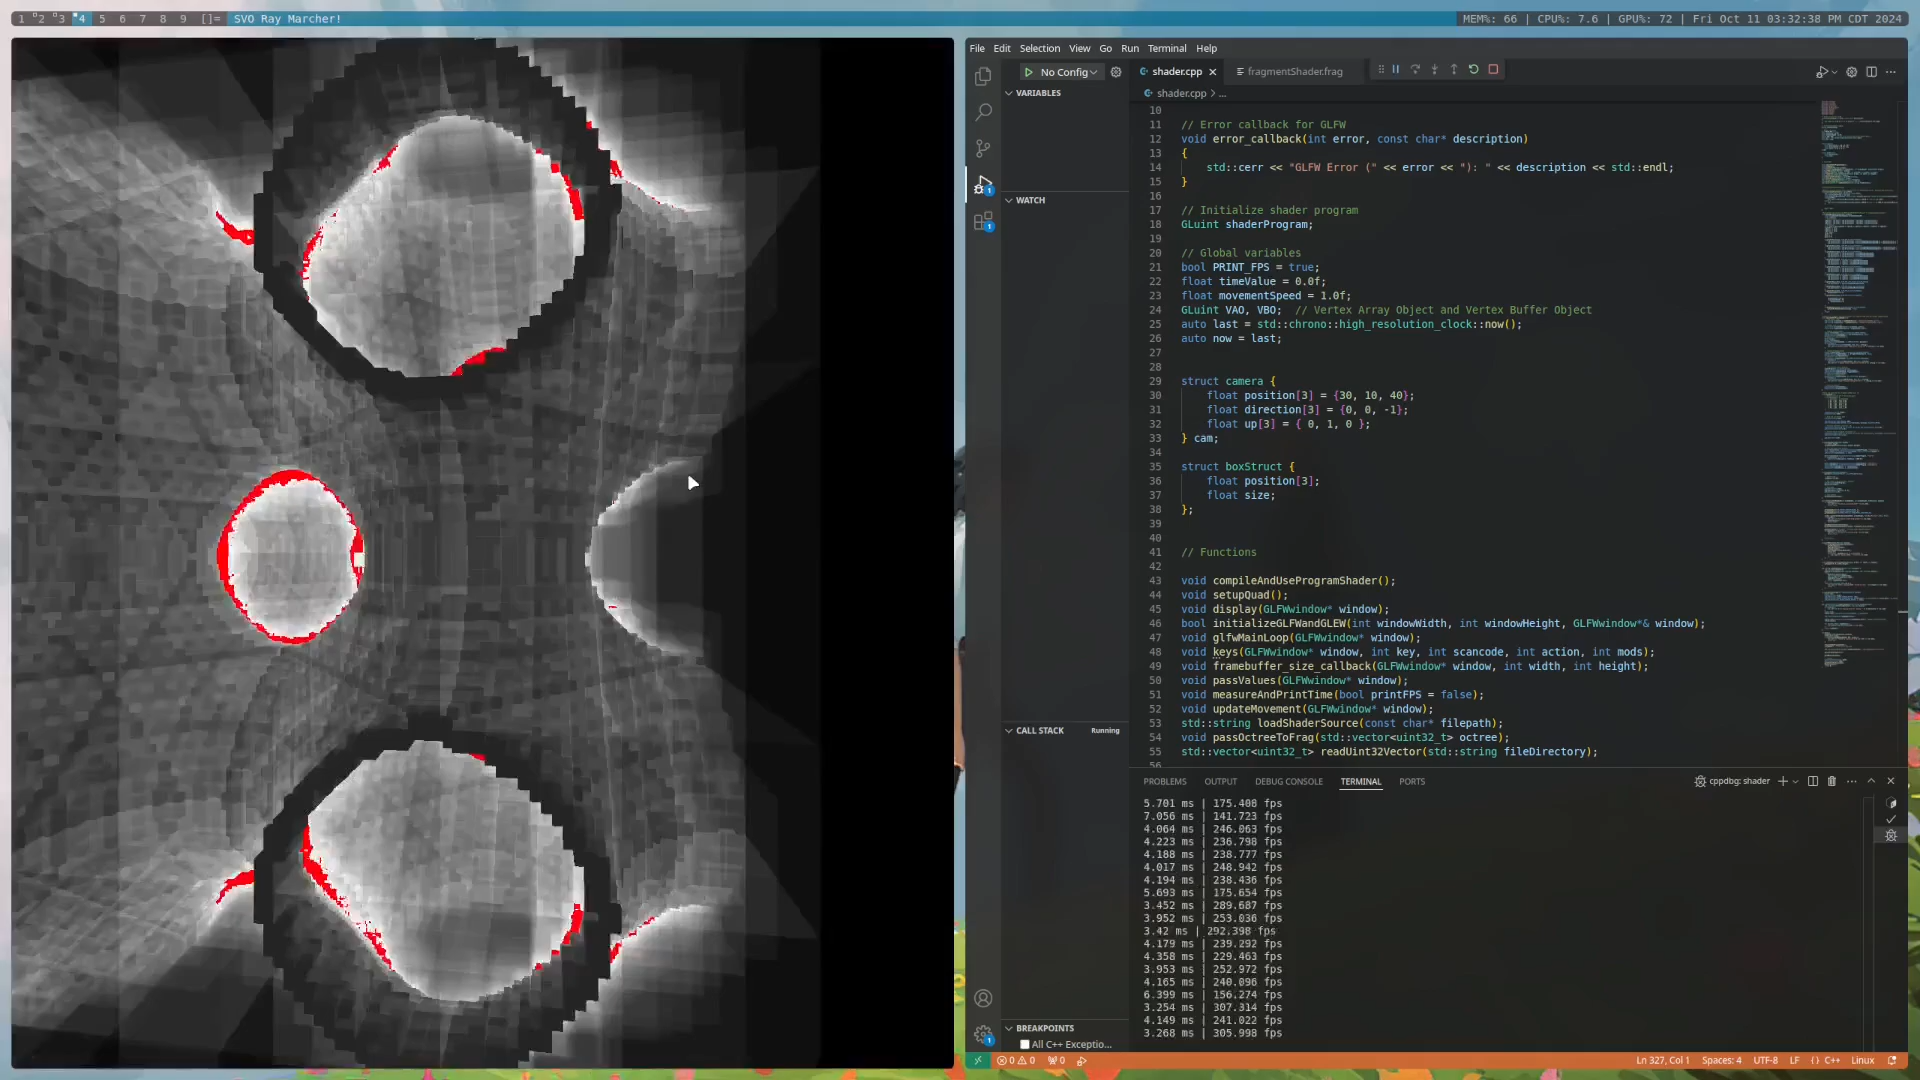 1 2 3 4 5 6 7 8 9 []= SVO Ray Marcher!
MEM%: 66 | CPU%: 7.6 | GPU%: 72 | Fri Oct 11 03:32:38 PM CDT 2024
File Edit Selection View Go Run Terminal Help
No Config
shader.cpp
fragmentShader.frag
VARIABLES
shader.cpp > ...
WATCH
CALL STACK Running
BREAKPOINTS
All C++ Exceptio...
10
11 // Error callback for GLFW
12 void error_callback(int error, const char* description)
13 {
14 std::cerr << "GLFW Error (" << error << "): " << description << std::endl;
15 }
16
17 // Initialize shader program
18 GLuint shaderProgram;
19
20 // Global variables
21 bool PRINT_FPS = true;
22 float timeValue = 0.0f;
23 float movementSpeed = 1.0f;
24 GLuint VAO, VBO; // Vertex Array Object and Vertex Buffer Object
25 auto last = std::chrono::high_resolution_clock::now();
26 auto now = last;
27
28
29 struct camera {
30 float position[3] = {30, 10, 40};
31 float direction[3] = {0, 0, -1};
32 float up[3] = { 0, 1, 0 };
33 } cam;
34
35 struct boxStruct {
36 float position[3];
37 float size;
38 };
39
40
41 // Functions
42
43 void compileAndUseProgramShader();
44 void setupQuad();
45 void display(GLFWwindow* window);
46 bool initializeGLFWandGLEW(int windowWidth, int windowHeight, GLFWwindow*& window);
47 void glfwMainLoop(GLFWwindow* window);
48 void keys(GLFWwindow* window, int key, int scancode, int action, int mods);
49 void framebuffer_size_callback(GLFWwindow* window, int width, int height);
50 void passValues(GLFWwindow* window);
51 void measureAndPrintTime(bool printFPS = false);
52 void updateMovement(GLFWwindow* window);
53 std::string loadShaderSource(const char* filepath);
54 void passOctreeToFrag(std::vector<uint32_t> octree);
55 std::vector<uint32_t> readUint32Vector(std::string fileDirectory);
56
PROBLEMS OUTPUT DEBUG CONSOLE TERMINAL PORTS
cppdbg: shader
5.701 ms | 175.408 fps
7.056 ms | 141.723 fps
4.064 ms | 246.063 fps
4.223 ms | 236.798 fps
4.188 ms | 238.777 fps
4.017 ms | 248.942 fps
4.194 ms | 238.436 fps
5.693 ms | 175.654 fps
3.452 ms | 289.687 fps
3.952 ms | 253.036 fps
3.42 ms | 292.398 fps
4.179 ms | 239.292 fps
4.358 ms | 229.463 fps
3.953 ms | 252.972 fps
4.165 ms | 240.096 fps
6.399 ms | 156.274 fps
3.254 ms | 307.314 fps
4.149 ms | 241.022 fps
3.268 ms | 305.998 fps
0 0 0
Ln 327, Col 1 Spaces: 4 UTF-8 LF {} C++ Linux